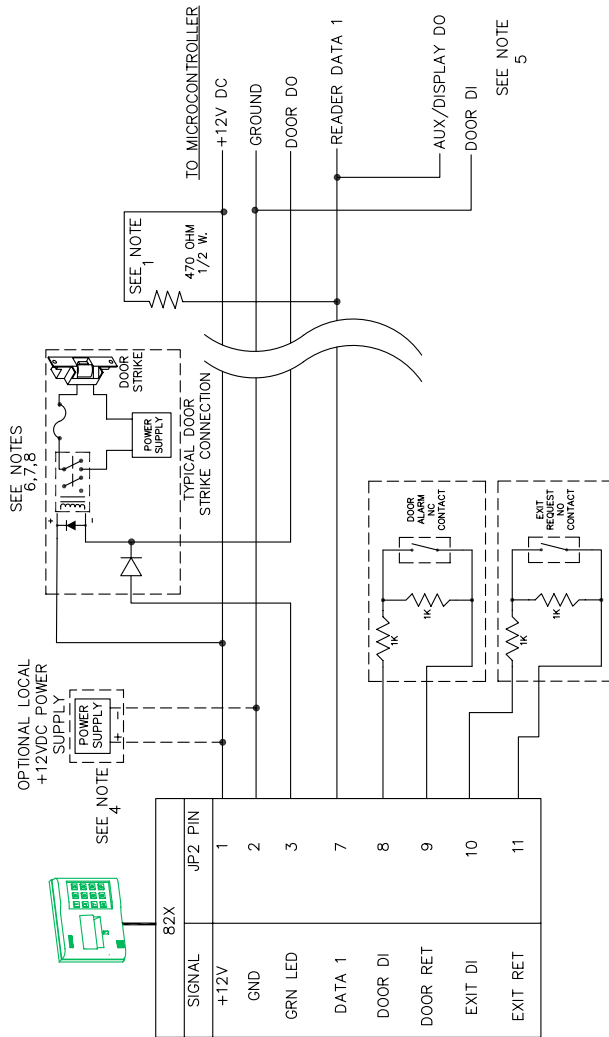 TO MICROCONTROLLER
+12V DC
GROUND
DOOR DO
READER DATA 1
AUX/DISPLAY DO
DOOR DI
SEE NOTE
5
SEE NOTE
1
470 OHM
1/2 W.
SEE NOTES
6,7,8
DOOR
STRIKE
POWER
SUPPLY
+
-
TYPICAL DOOR
STRIKE CONNECTION
OPTIONAL LOCAL
+12VDC POWER
SUPPLY
POWER
SUPPLY
+
-
SEE NOTE
4
DOOR
ALARM
NC
CONTACT
1K
1K
EXIT
REQUEST
NO
CONTACT
1K
1K
82X
SIGNAL JP2 PIN
+12V 1
GND 2
GRN LED 3
DATA 1 7
DOOR DI 8
DOOR RET 9
EXIT DI 10
EXIT RET 11